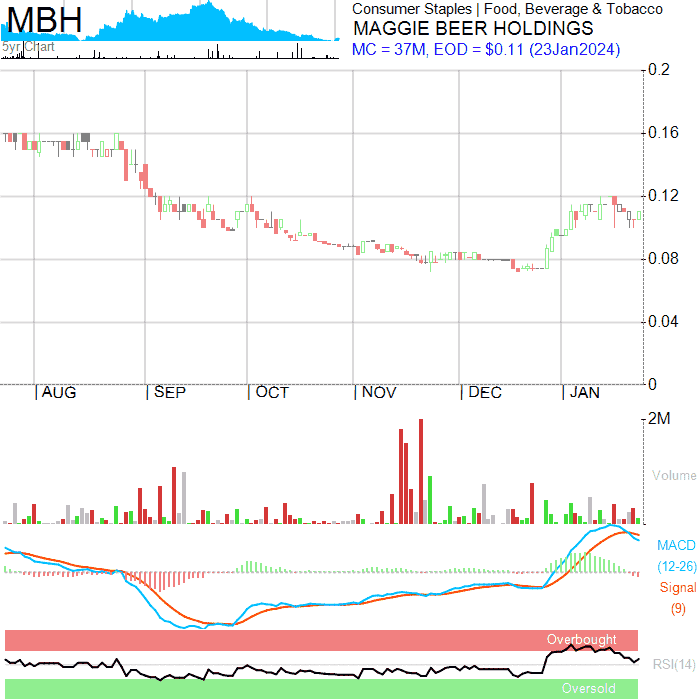 MBH
5yr Chart
Consumer Staples | Food, Beverage & Tobacco
MAGGIE BEER HOLDINGS
MC = 37M, EOD = $0.11 (23Jan2024)
0.2
0.16
0.12
0.08
0.04
0
AUG
SEP
OCT
NOV
DEC
JAN
2M
Volume
MACD
(12-26)
Signal
(9)
Overbought
RSI(14)
Oversold